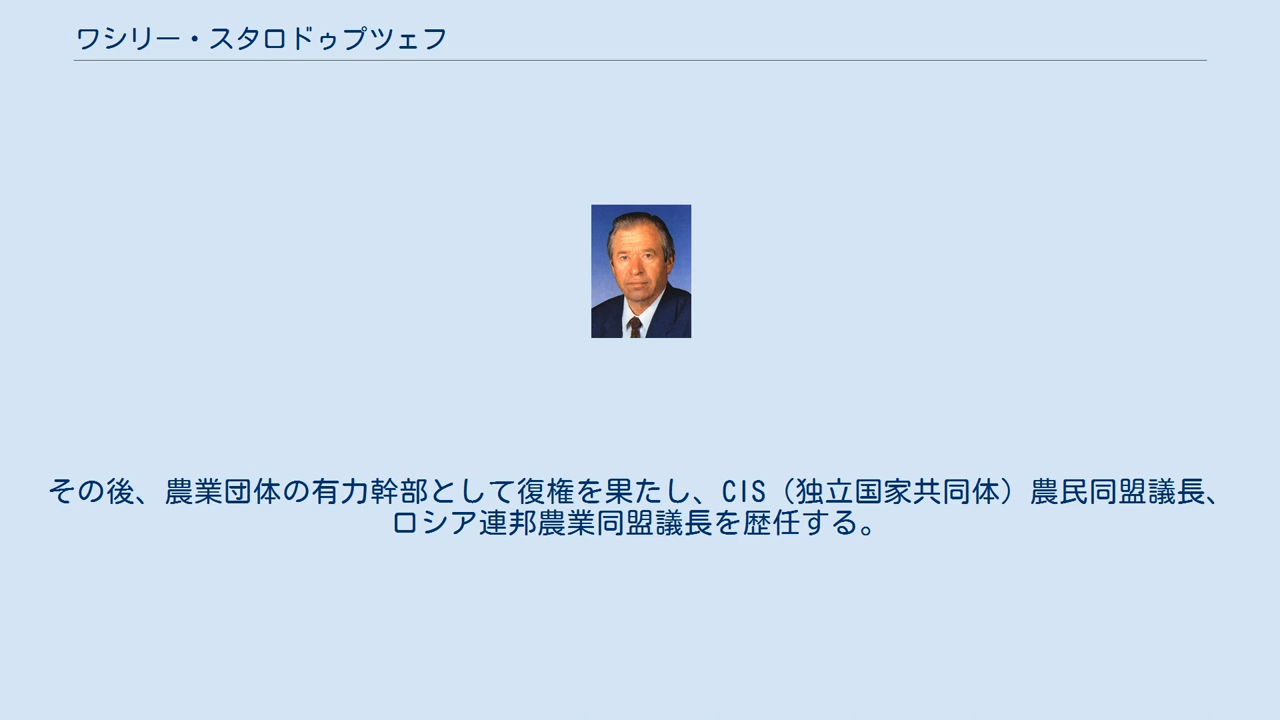 ワシリー・スタロドゥプツェフ
その後、農業団体の有力幹部として復権を果たし、CIS（独立国家共同体）農民同盟議長、
ロシア連邦農業同盟議長を歴任する。